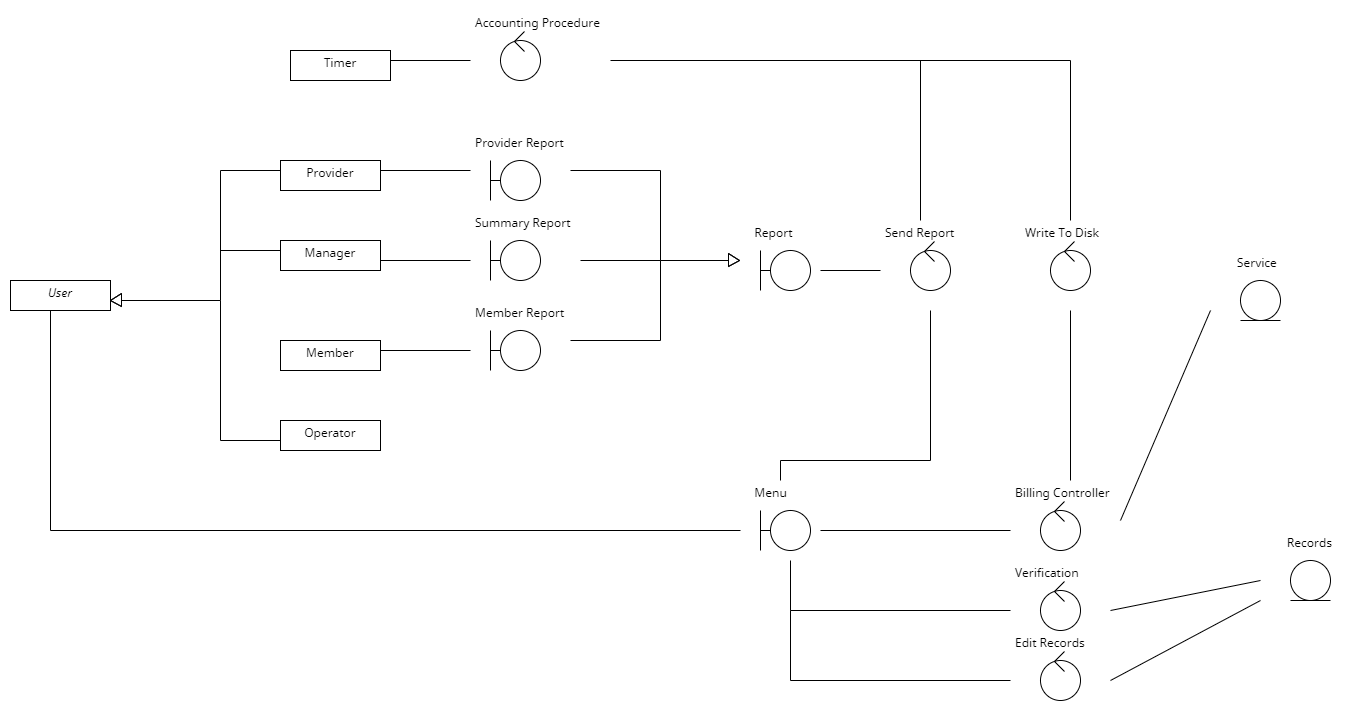 Accounting Procedure
Timer
Provider Report
Provider
Summary Report
Manager
Report
Send Report
Write To Disk
Service
User
Member Report
Member
Operator
Menu
Billing Controller
Records
Verification
Edit Records